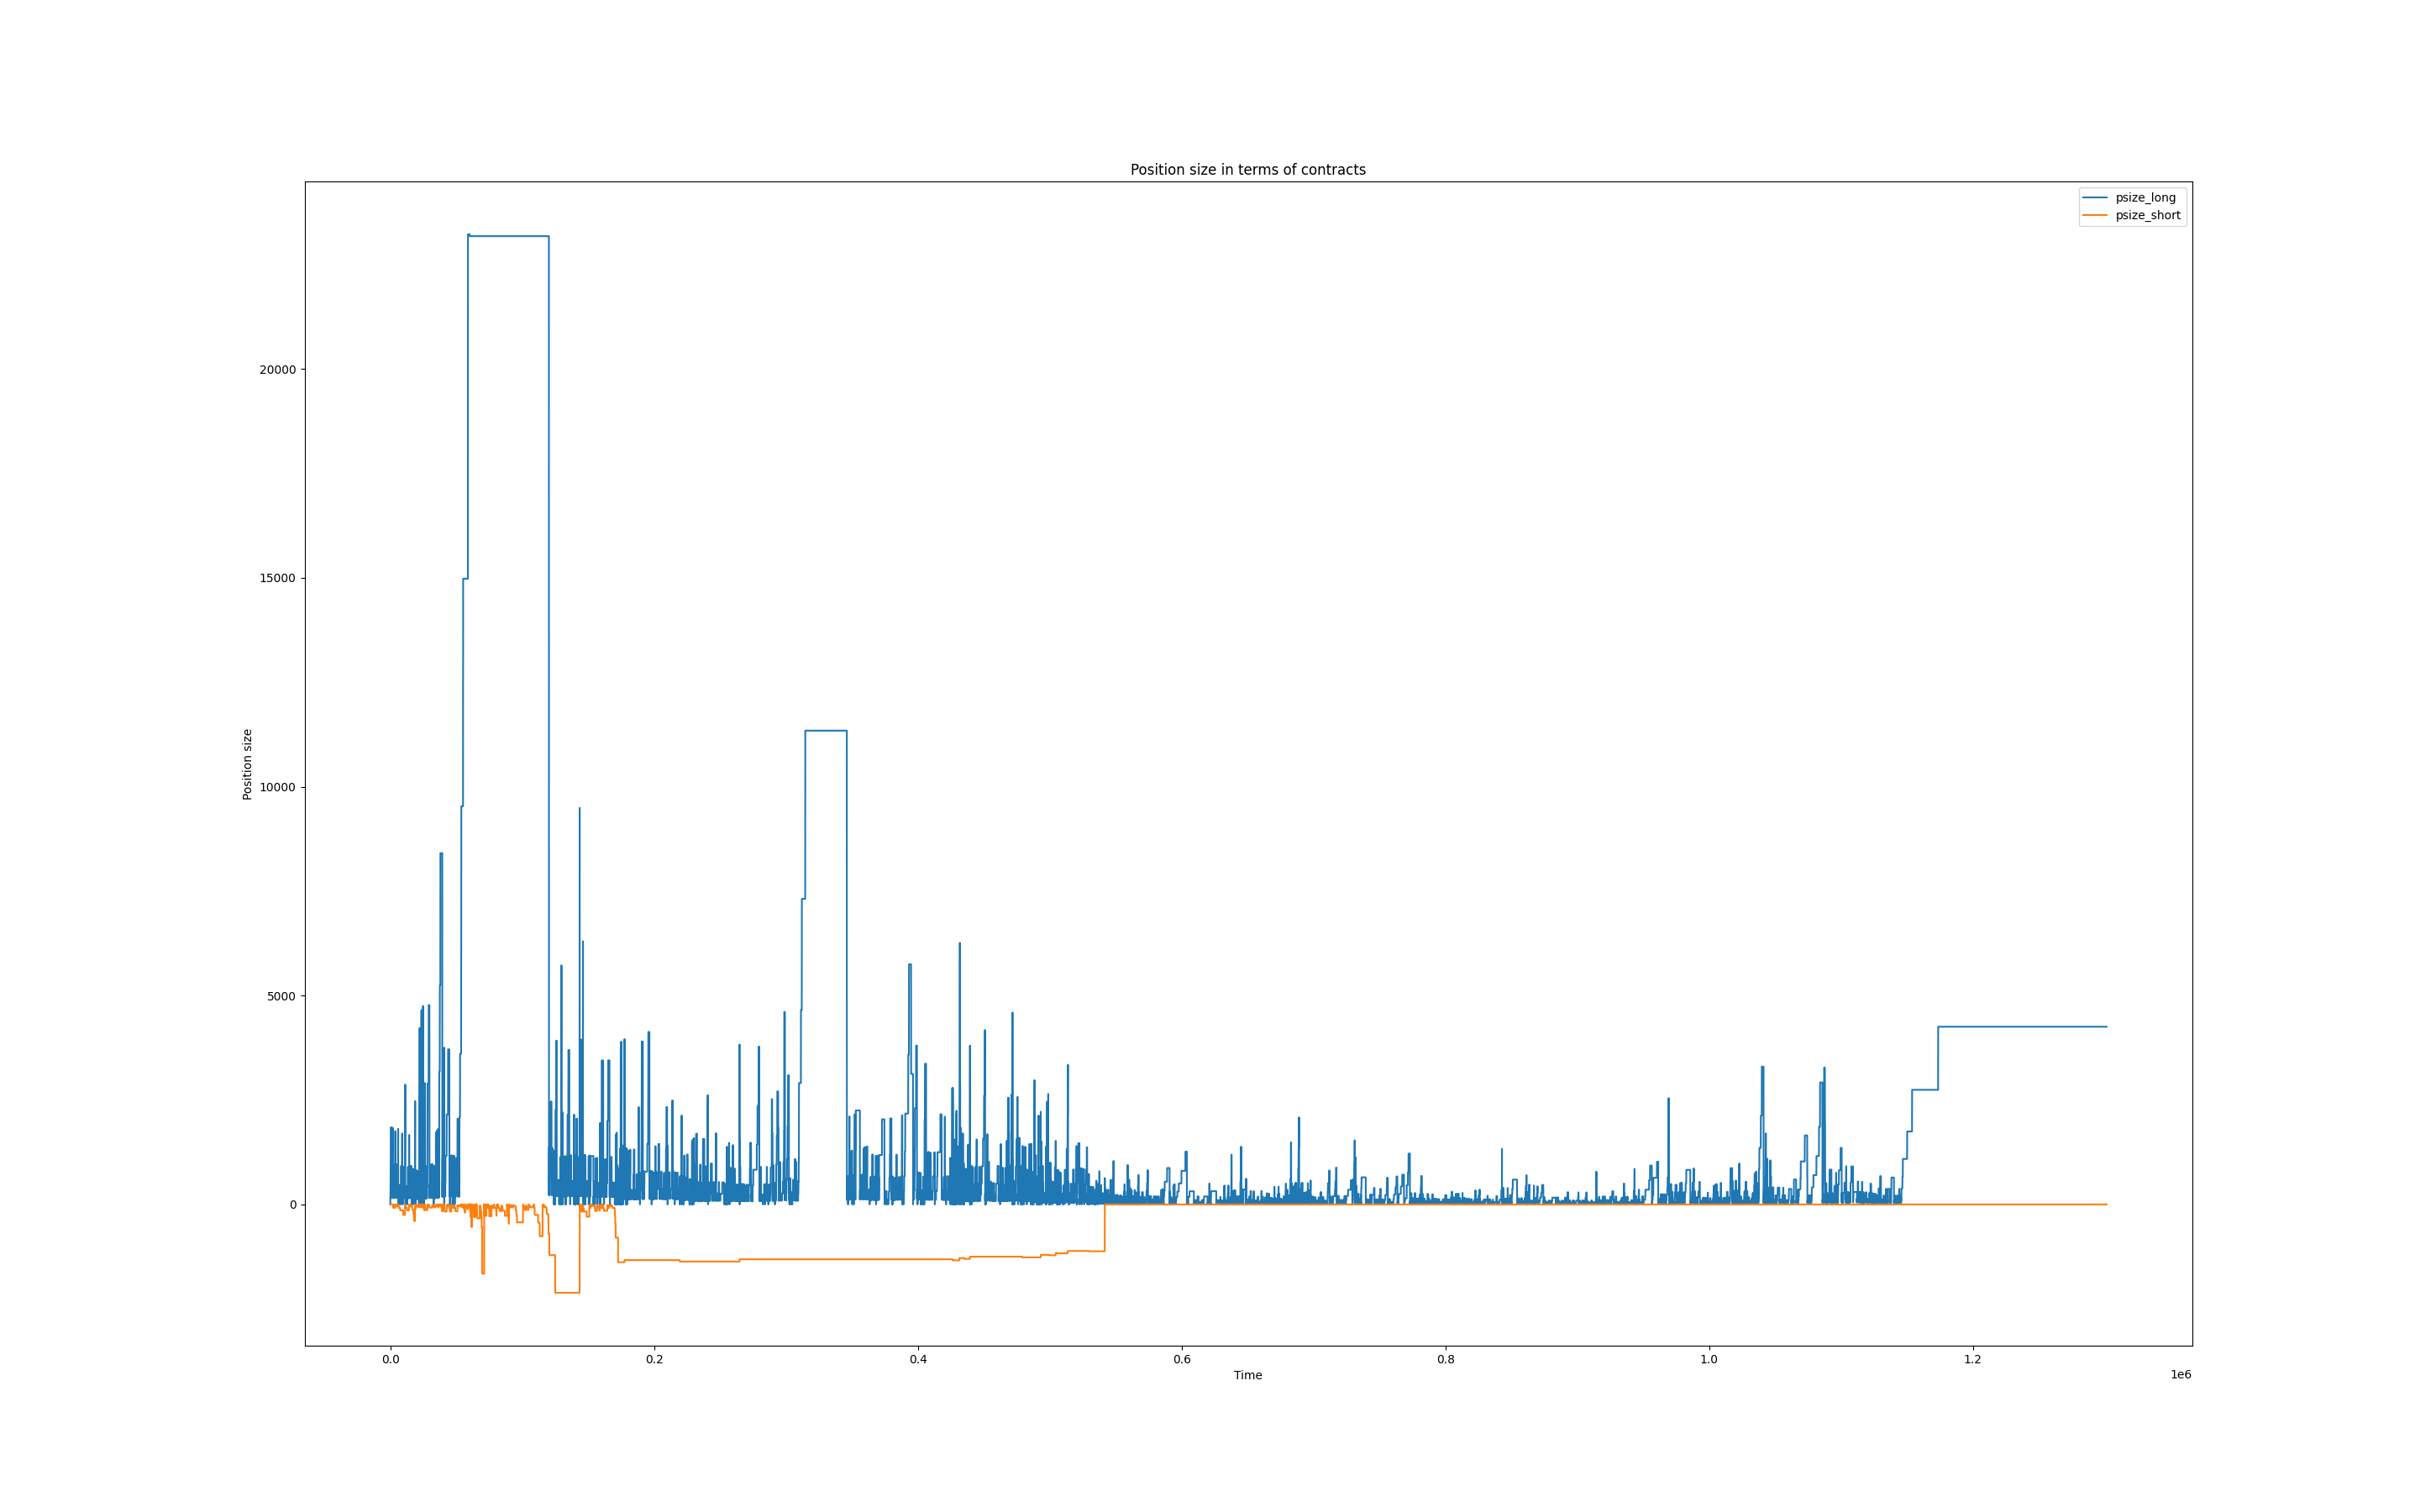 Position size in terms of contracts
psize_long
psize_short
Position size
20000
15000
10000
5000
0
0.0
0.2
0.4
0.6
0.8
1.0
1.2
1e6
Time